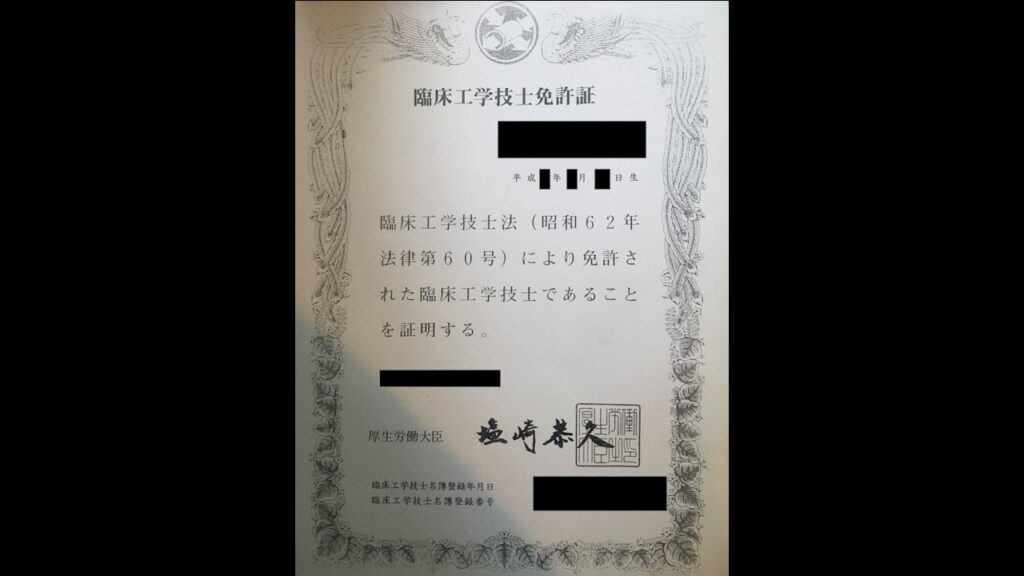 臨床工学技士免許証
平成 年 月 日生
臨床工学技士法（昭和６２年
法律第６０号）により免許さ
れた臨床工学技士であること
を証明する。
厚生労働大臣 塩崎恭久
臨床工学技士名簿登録年月日
臨床工学技士名簿登録番号